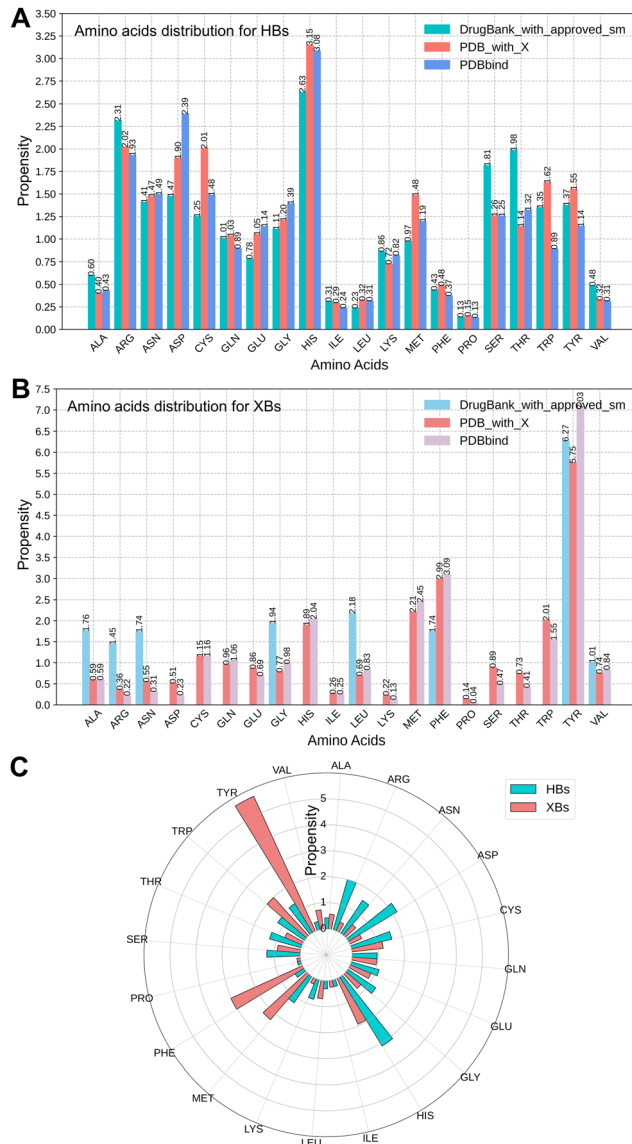 A
Amino acids distribution for HBs
DrugBank_with_approved_sm
PDB_with_X
PDBbind
Propensity
3.50
3.25
3.00
2.75
2.50
2.25
2.00
1.75
1.50
1.25
1.00
0.75
0.50
0.25
0.00
0.60 0.40 0.43
2.31 2.02 1.93
1.41 1.47 1.49
1.47 1.90 2.39
1.25 2.01 1.48
1.01 1.03 0.89
0.78 1.05 1.14
1.11 1.20 1.39
2.63 3.15 3.08
0.31 0.29 0.24
0.23 0.32 0.31
0.86 0.72 0.82
0.97 1.48 1.19
0.43 0.48 0.37
0.13 0.15 0.13
1.81 1.26 1.25
1.98 1.14 1.32
1.35 1.62 0.89
1.37 1.55 1.14
0.48 0.32 0.31
ALA ARG ASN ASP CYS GLN GLU GLY HIS ILE LEU LYS MET PHE PRO SER THR TRP TYR VAL
Amino Acids
B
Amino acids distribution for XBs
DrugBank_with_approved_sm
PDB_with_X
PDBbind
Propensity
7.5
7.0
6.5
6.0
5.5
5.0
4.5
4.0
3.5
3.0
2.5
2.0
1.5
1.0
0.5
0.0
1.76 0.59 0.59
1.45 0.36 0.22
1.74 0.55 0.31
0.51 0.23
1.15 1.16
0.96 1.06
0.86 0.69
1.94 0.77 0.98
1.89 2.04
0.26 0.25
2.18 0.69 0.83
0.22 0.13
2.21 2.45
1.74 2.99 3.09
0.14 0.04
0.89 0.47
0.73 0.41
2.01 1.55
6.27 5.75 7.03
1.01 0.74 0.84
ALA ARG ASN ASP CYS GLN GLU GLY HIS ILE LEU LYS MET PHE PRO SER THR TRP TYR VAL
Amino Acids
C
HBs
XBs
Propensity
5
4
3
2
1
0
ALA
ARG
ASN
ASP
CYS
GLN
GLU
GLY
HIS
ILE
LEU
LYS
MET
PHE
PRO
SER
THR
TRP
TYR
VAL